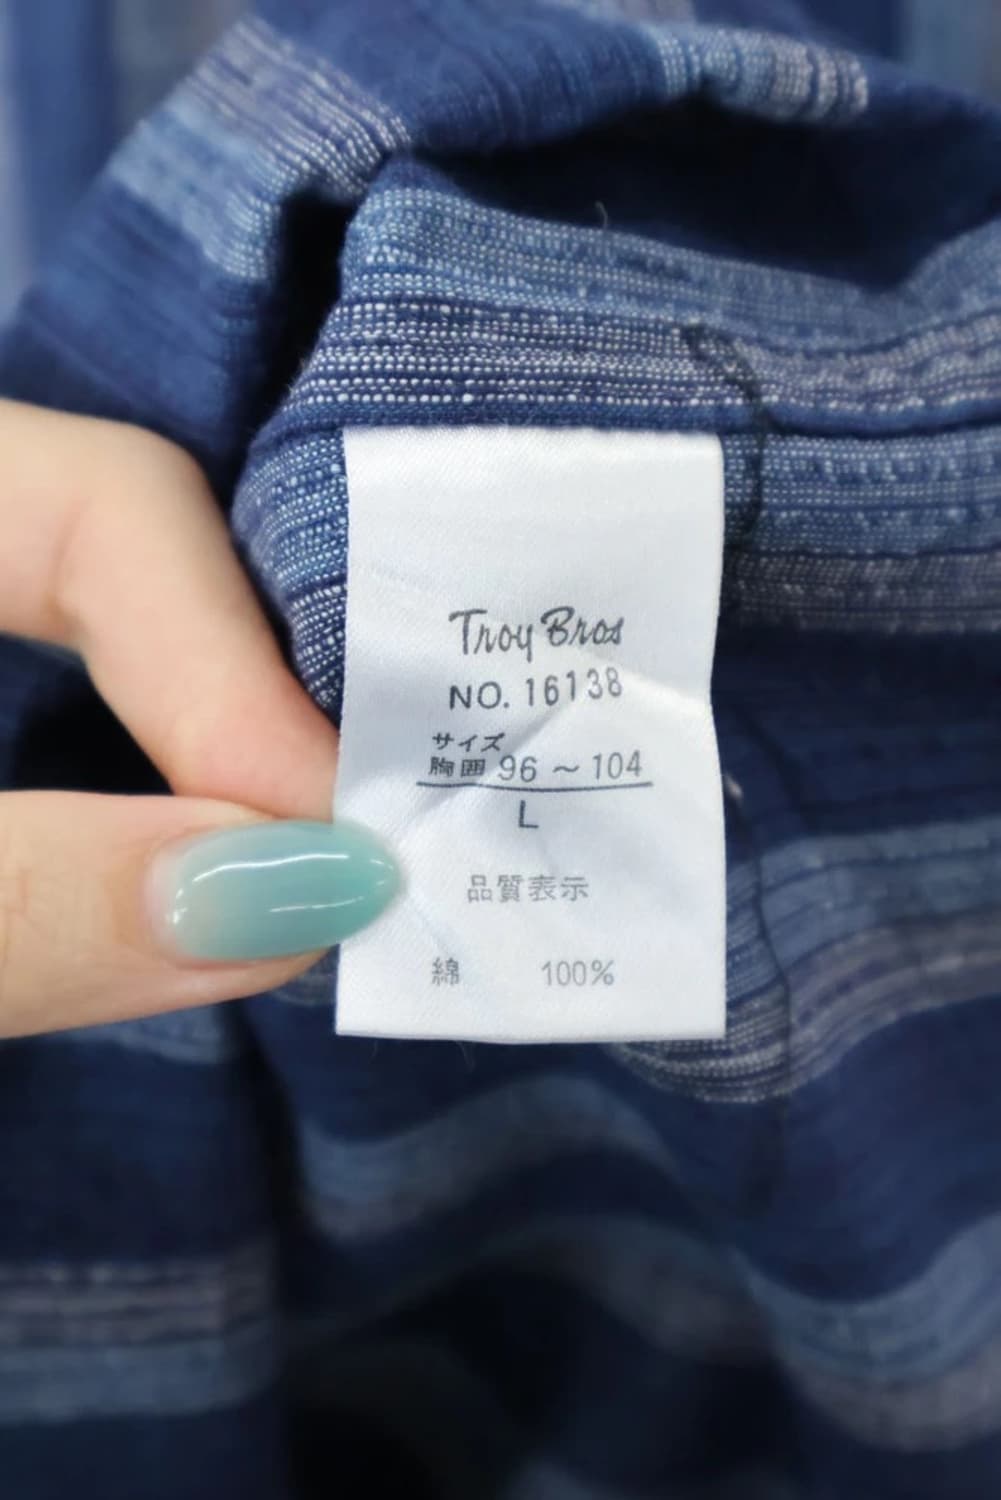 Troy Bros
NO. 16138
サイズ
胸囲 96 ~ 104
L
品質表示
綿 100%